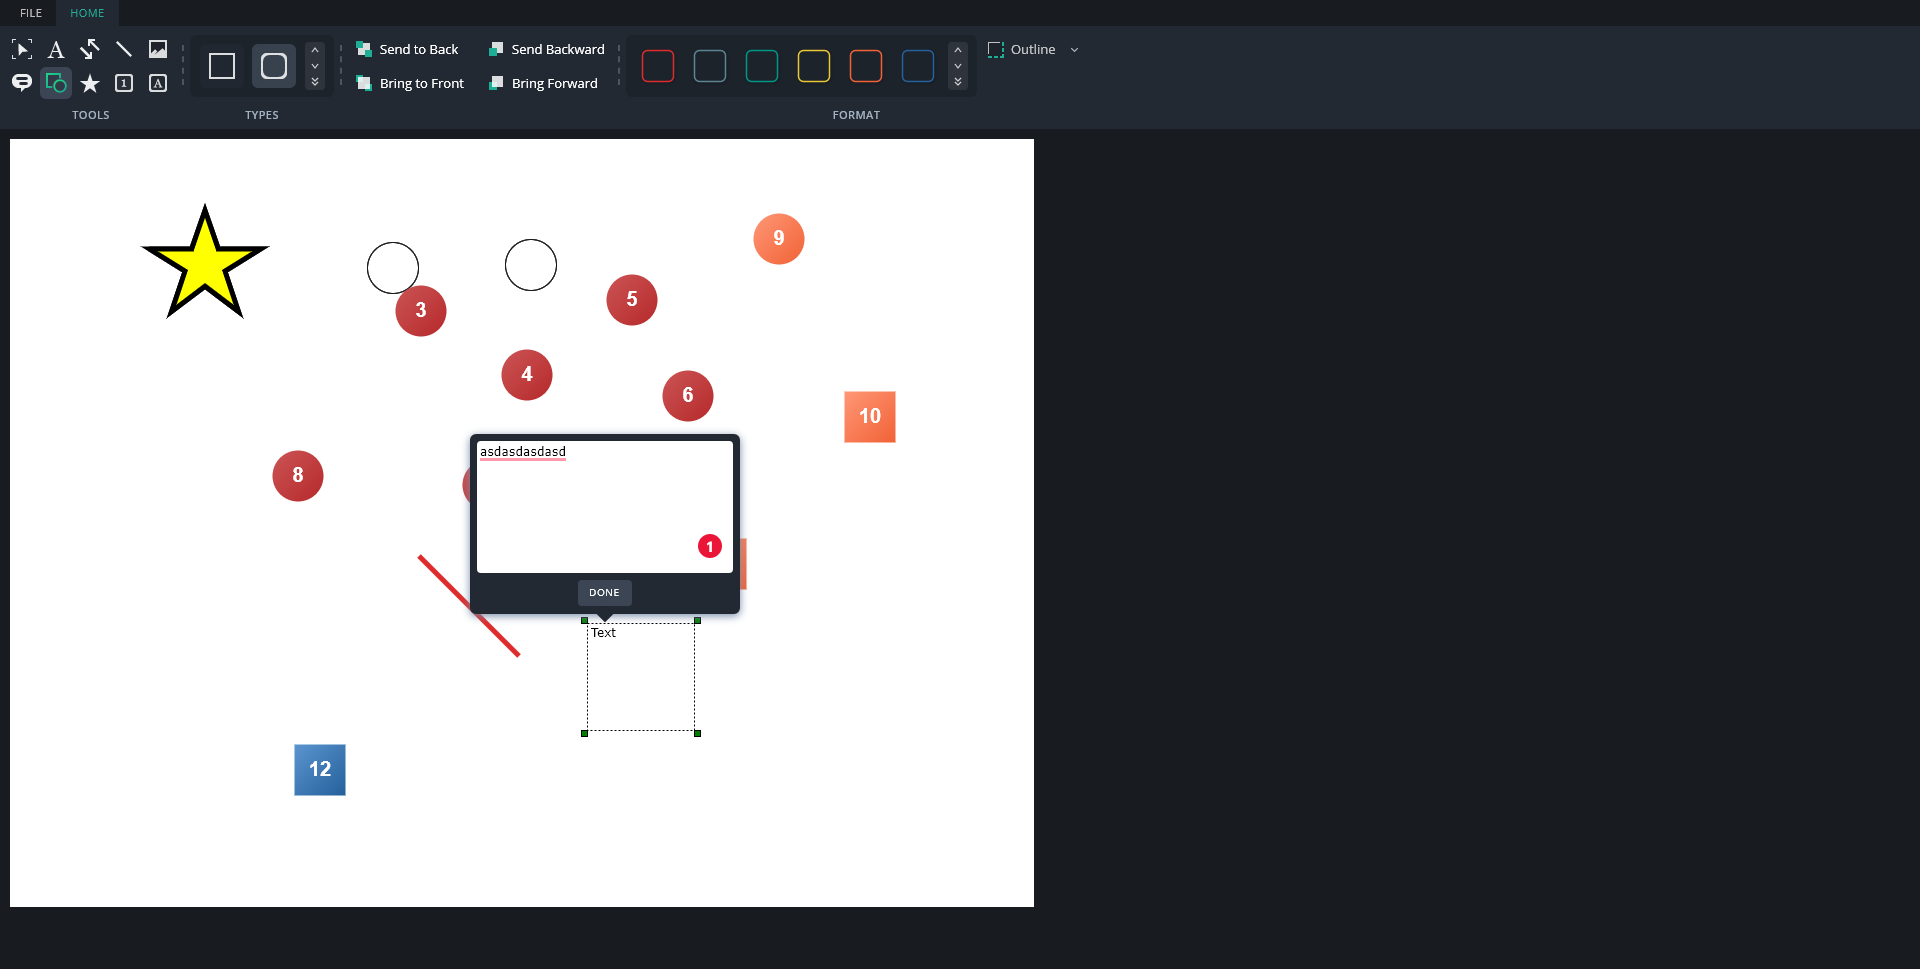 FILE HOME
A Send to Back Send Backward Outline
1 A Bring to Front Bring Forward
TOOLS TYPES FORMAT
9
5
3
4
6
10
asdasdasdasd
8
1
DONE
Text
12